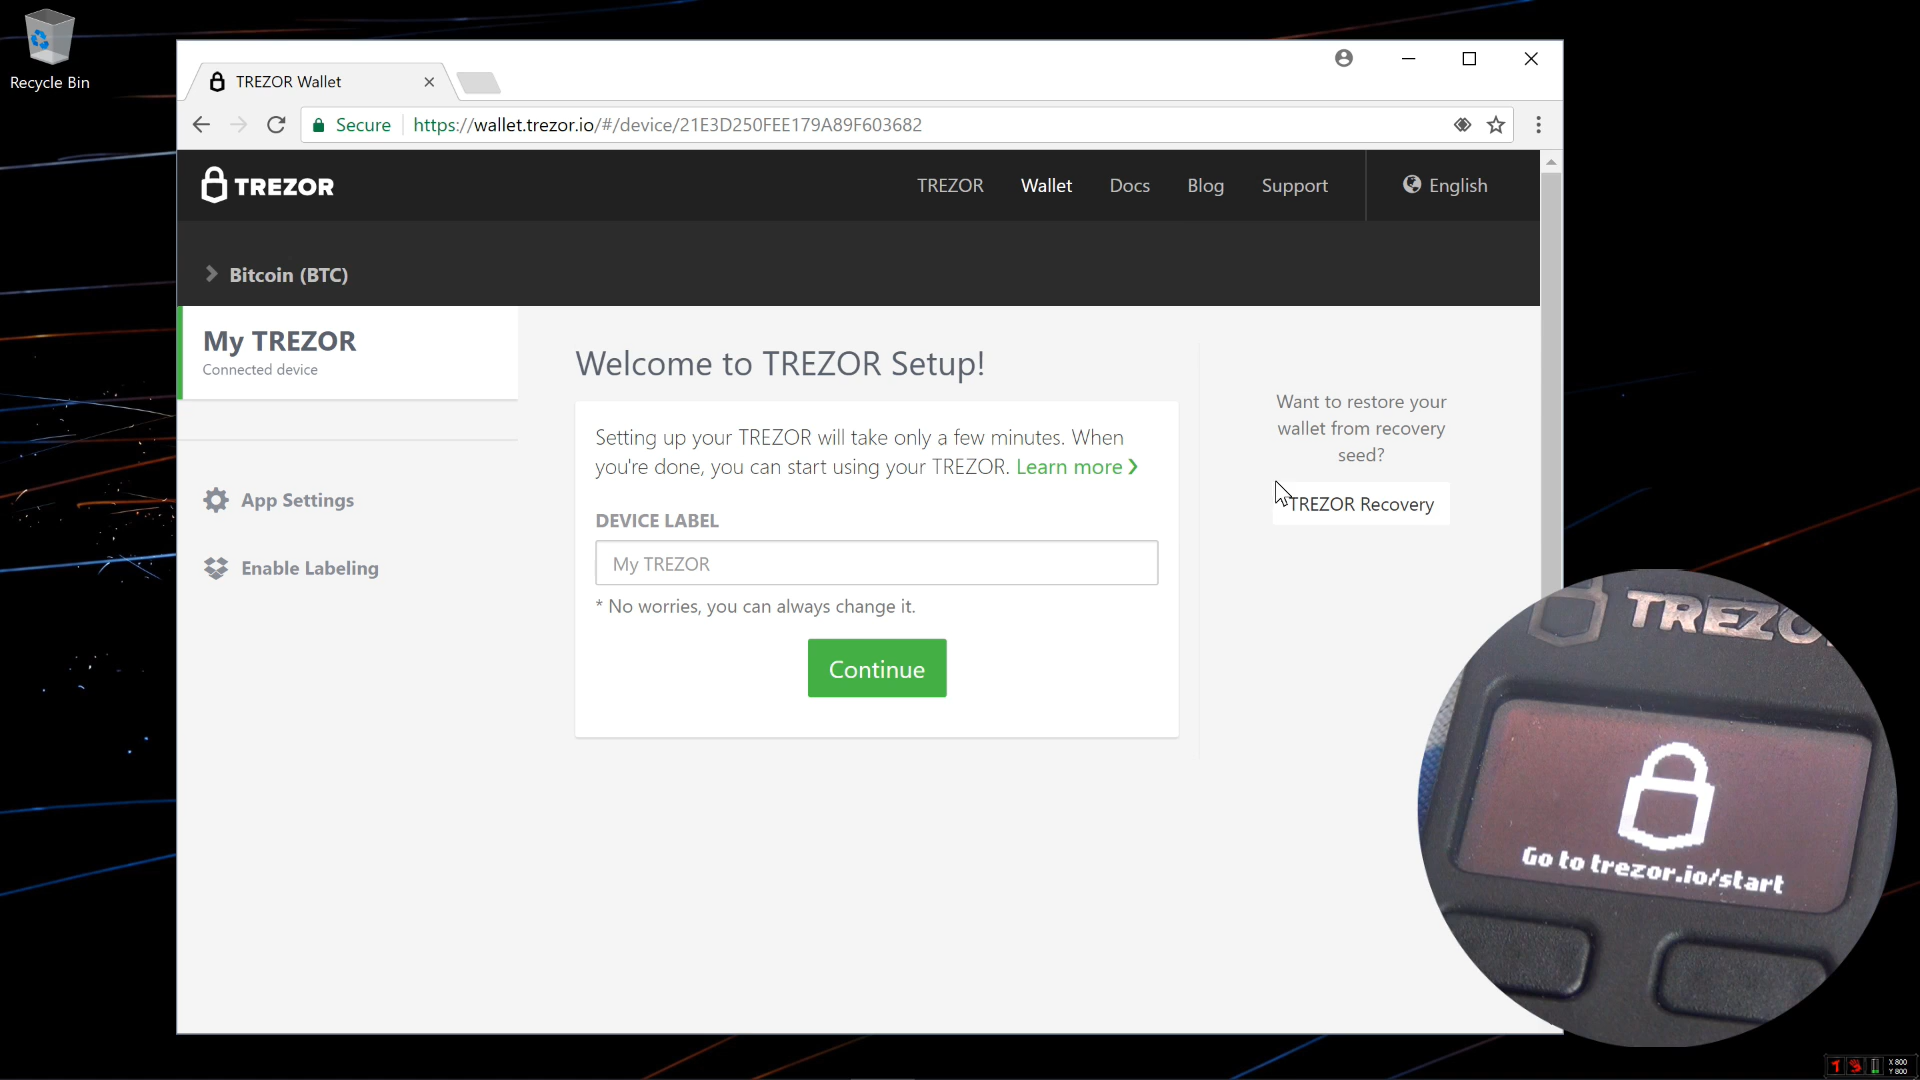 Recycle Bin
TREZOR Wallet
Secure
https://wallet.trezor.io/#/device/21E3D250FEE179A89F603682
TREZOR
TREZOR
Wallet
Docs
Blog
Support
English
Bitcoin (BTC)
My TREZOR
Connected device
App Settings
Enable Labeling
Welcome to TREZOR Setup!
Setting up your TREZOR will take only a few minutes. When
you're done, you can start using your TREZOR. Learn more
DEVICE LABEL
My TREZOR
* No worries, you can always change it.
Continue
Want to restore your
wallet from recovery
seed?
TREZOR Recovery
TREZO
Go to trezor.io/start
X 800
Y 800